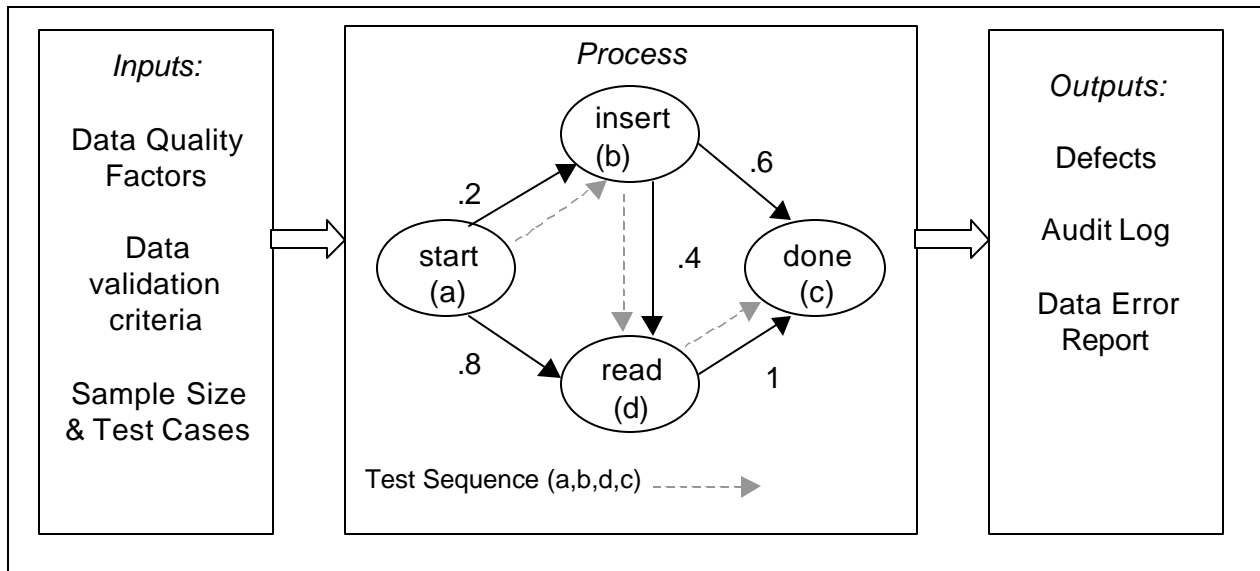 Inputs:
Data Quality
Factors
Data
validation
criteria
Sample Size
& Test Cases
Process
insert
(b)
.2
.6
start
(a)
.4
done
(c)
.8
read
(d)
1
Test Sequence (a,b,d,c)
Outputs:
Defects
Audit Log
Data Error
Report